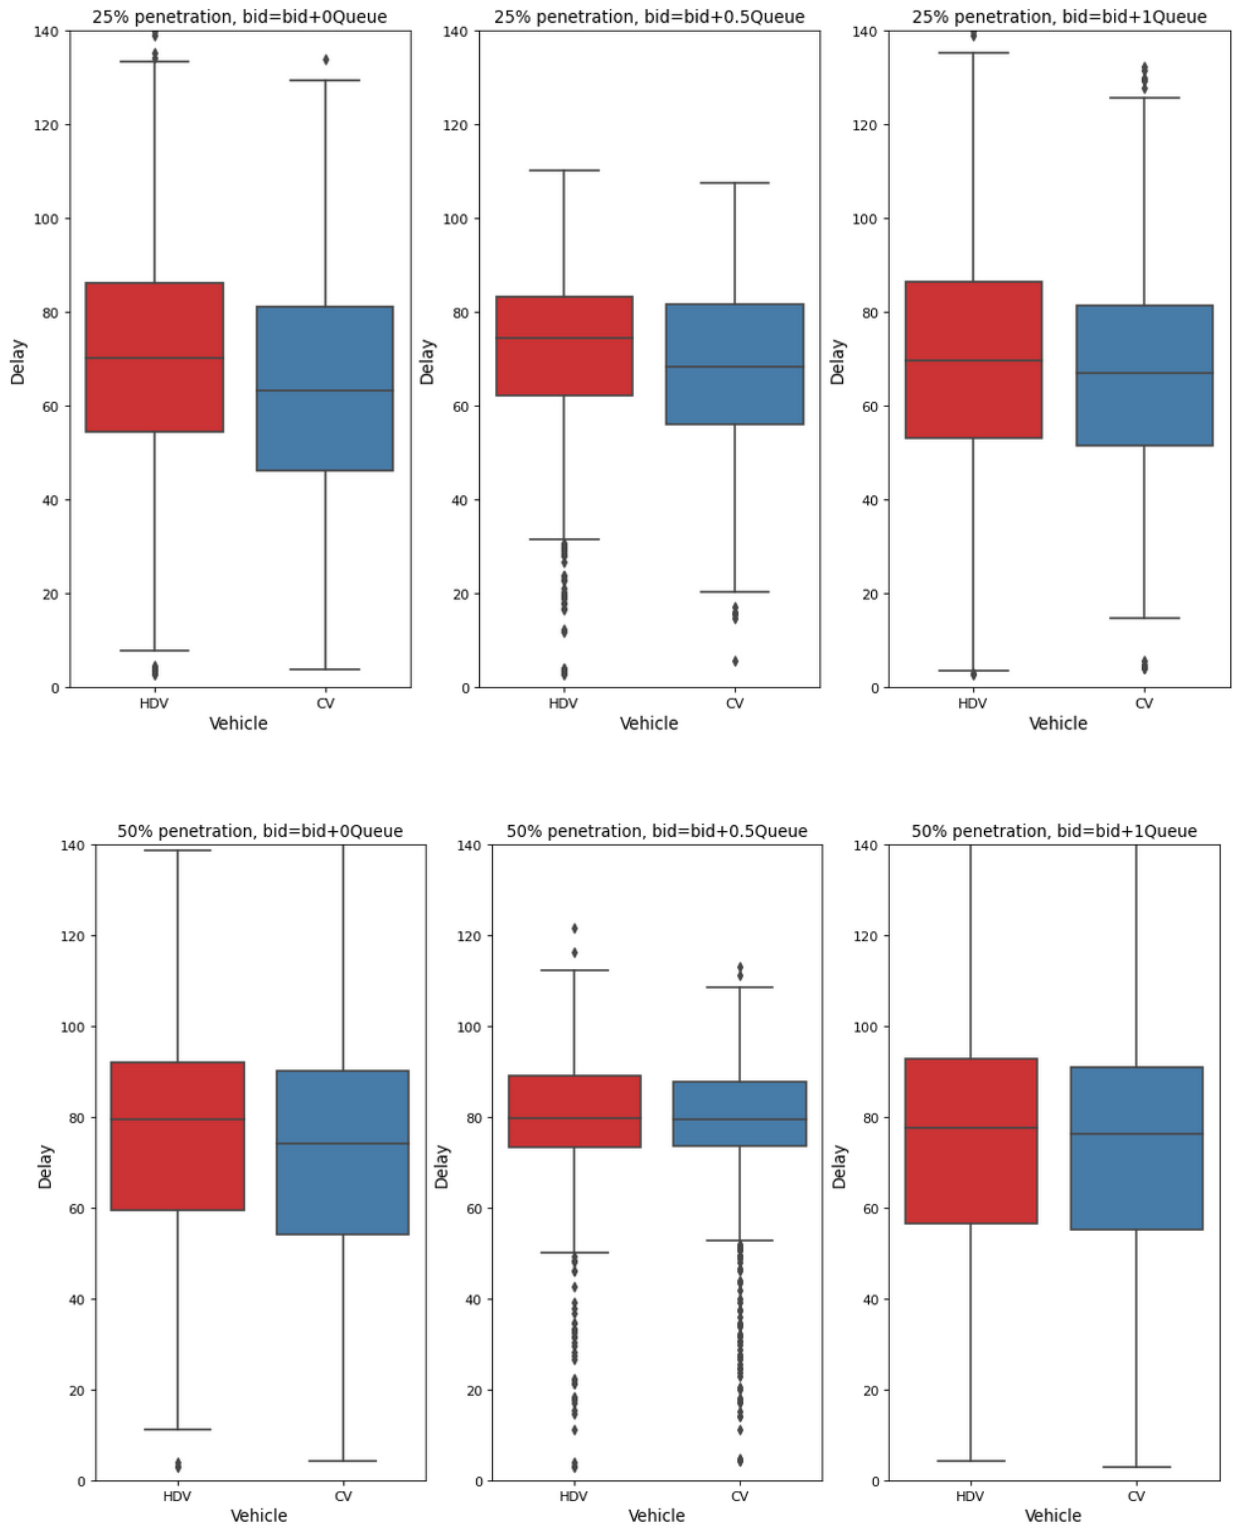 25% penetration, bid=bid+0Queue
25% penetration, bid=bid+0.5Queue
25% penetration, bid=bid+1Queue
140
120
100
80
60
40
20
0
Delay
HDV
CV
Vehicle
140
120
100
80
60
40
20
0
Delay
HDV
CV
Vehicle
140
120
100
80
60
40
20
0
Delay
HDV
CV
Vehicle
50% penetration, bid=bid+0Queue
50% penetration, bid=bid+0.5Queue
50% penetration, bid=bid+1Queue
140
120
100
80
60
40
20
0
Delay
HDV
CV
Vehicle
140
120
100
80
60
40
20
0
Delay
HDV
CV
Vehicle
140
120
100
80
60
40
20
0
Delay
HDV
CV
Vehicle